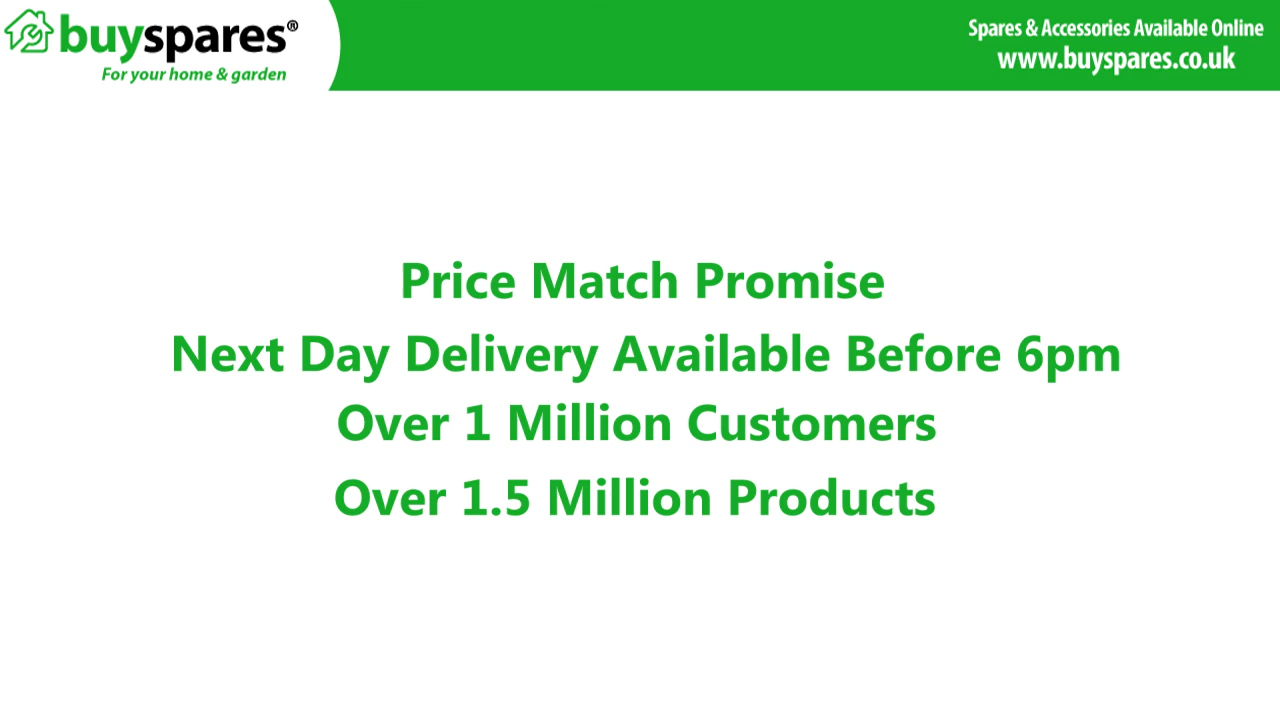 buyspares®
For your home & garden
Spares & Accessories Available Online
www.buyspares.co.uk
Price Match Promise
Next Day Delivery Available Before 6pm
Over 1 Million Customers
Over 1.5 Million Products